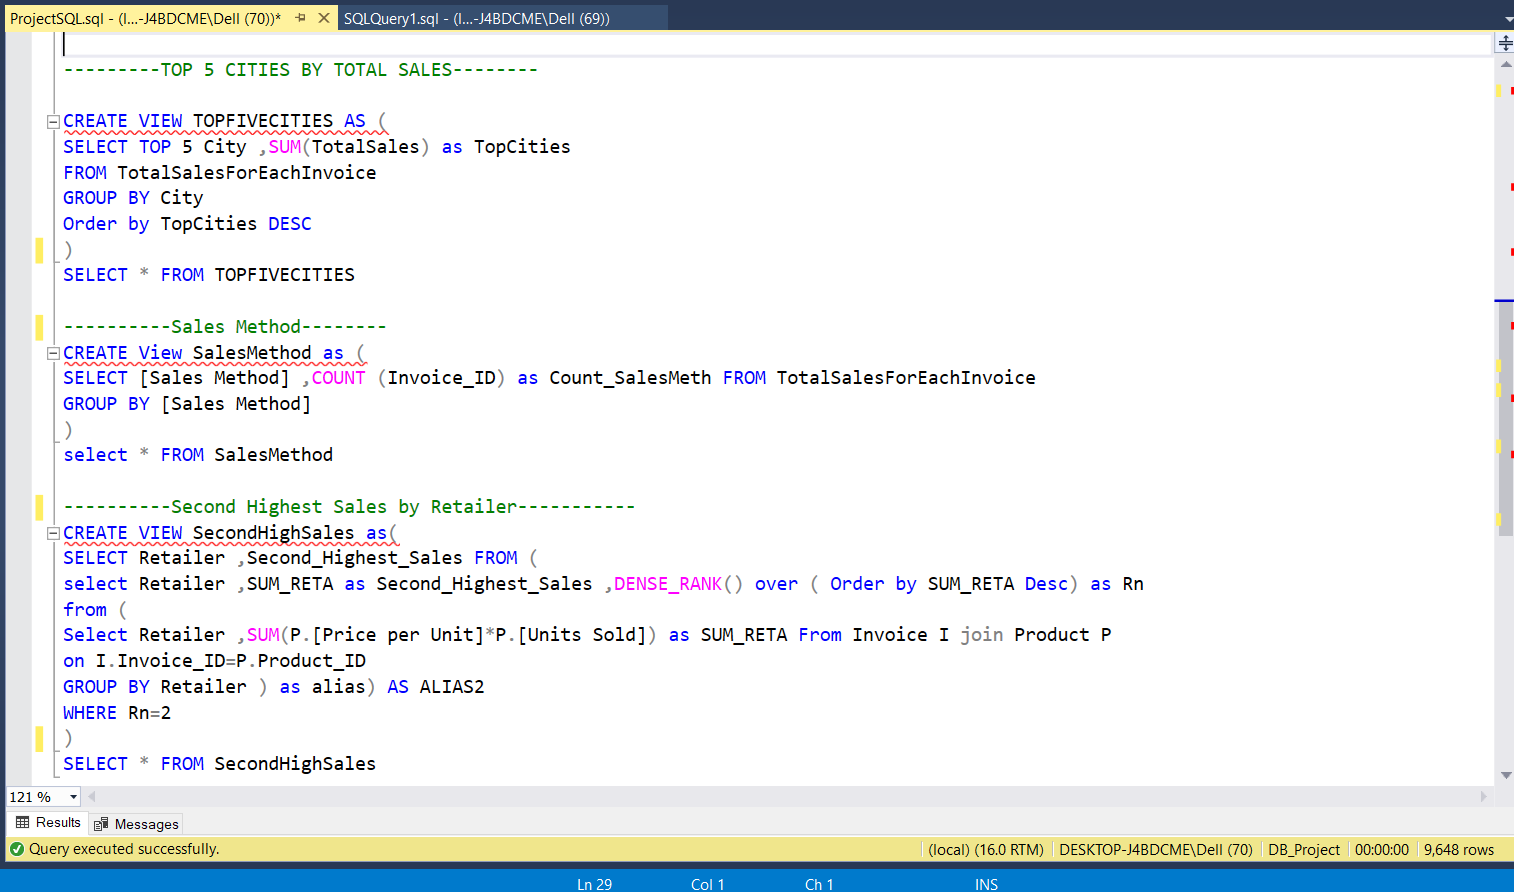 ProjectSQL.sql - (l...-J4BDCME\Dell (70))* SQLQuery1.sql - (l...-J4BDCME\Dell (69))
---------TOP 5 CITIES BY TOTAL SALES--------
CREATE VIEW TOPFIVECITIES AS (
SELECT TOP 5 City ,SUM(TotalSales) as TopCities
FROM TotalSalesForEachInvoice
GROUP BY City
Order by TopCities DESC
)
SELECT * FROM TOPFIVECITIES
----------Sales Method--------
CREATE View SalesMethod as (
SELECT [Sales Method] ,COUNT (Invoice_ID) as Count_SalesMeth FROM TotalSalesForEachInvoice
GROUP BY [Sales Method]
)
select * FROM SalesMethod
----------Second Highest Sales by Retailer-----------
CREATE VIEW SecondHighSales as(
SELECT Retailer ,Second_Highest_Sales FROM (
select Retailer ,SUM_RETA as Second_Highest_Sales ,DENSE_RANK() over ( Order by SUM_RETA Desc) as Rn
from (
Select Retailer ,SUM(P.[Price per Unit]*P.[Units Sold]) as SUM_RETA From Invoice I join Product P
on I.Invoice_ID=P.Product_ID
GROUP BY Retailer ) as alias) AS ALIAS2
WHERE Rn=2
)
SELECT * FROM SecondHighSales
121 %
Results Messages
Query executed successfully. (local) (16.0 RTM) DESKTOP-J4BDCME\Dell (70) DB_Project 00:00:00 9,648 rows
Ln 29 Col 1 Ch 1 INS